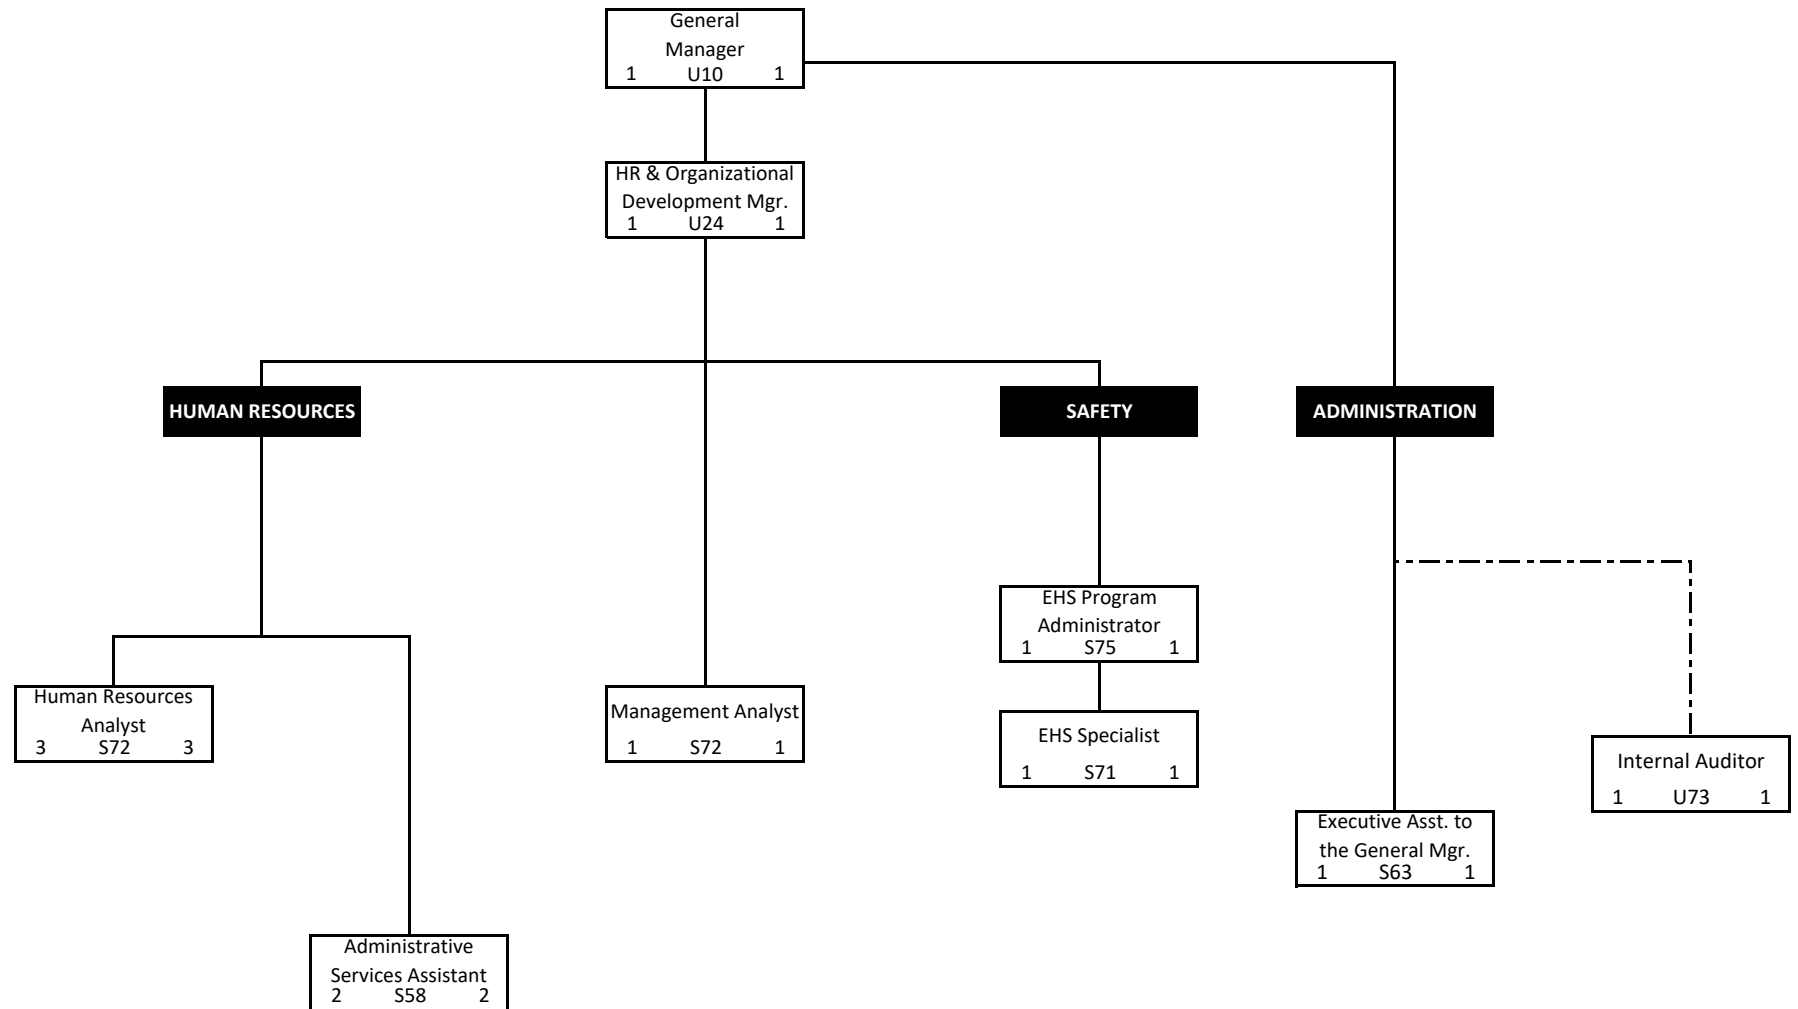 General
Manager
1 U10 1
HR & Organizational
Development Mgr.
1 U24 1
HUMAN RESOURCES
SAFETY
ADMINISTRATION
EHS Program
Administrator
1 S75 1
Human Resources
Analyst
3 S72 3
Management Analyst
1 S72 1
EHS Specialist
1 S71 1
Internal Auditor
1 U73 1
Executive Asst. to
the General Mgr.
1 S63 1
Administrative
Services Assistant
2 S58 2